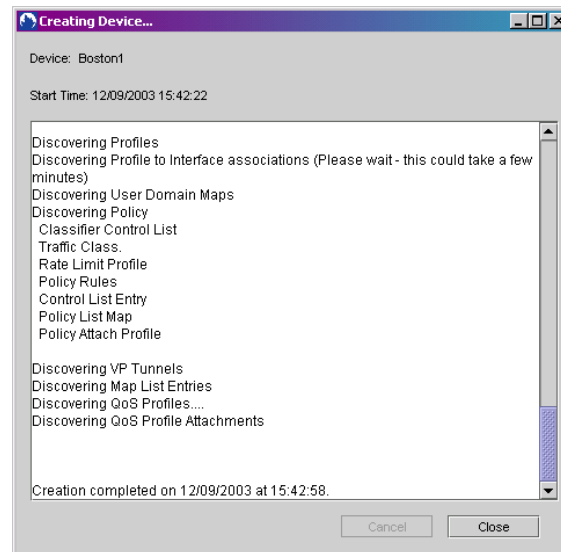 Creating Device...
Device: Boston1
Start Time: 12/09/2003 15:42:22
Discovering Profiles
Discovering Profile to Interface associations (Please wait - this could take a few
minutes)
Discovering User Domain Maps
Discovering Policy
Classifier Control List
Traffic Class.
Rate Limit Profile
Policy Rules
Control List Entry
Policy List Map
Policy Attach Profile
Discovering VP Tunnels
Discovering Map List Entries
Discovering QoS Profiles....
Discovering QoS Profile Attachments
Creation completed on 12/09/2003 at 15:42:58.
Cancel Close